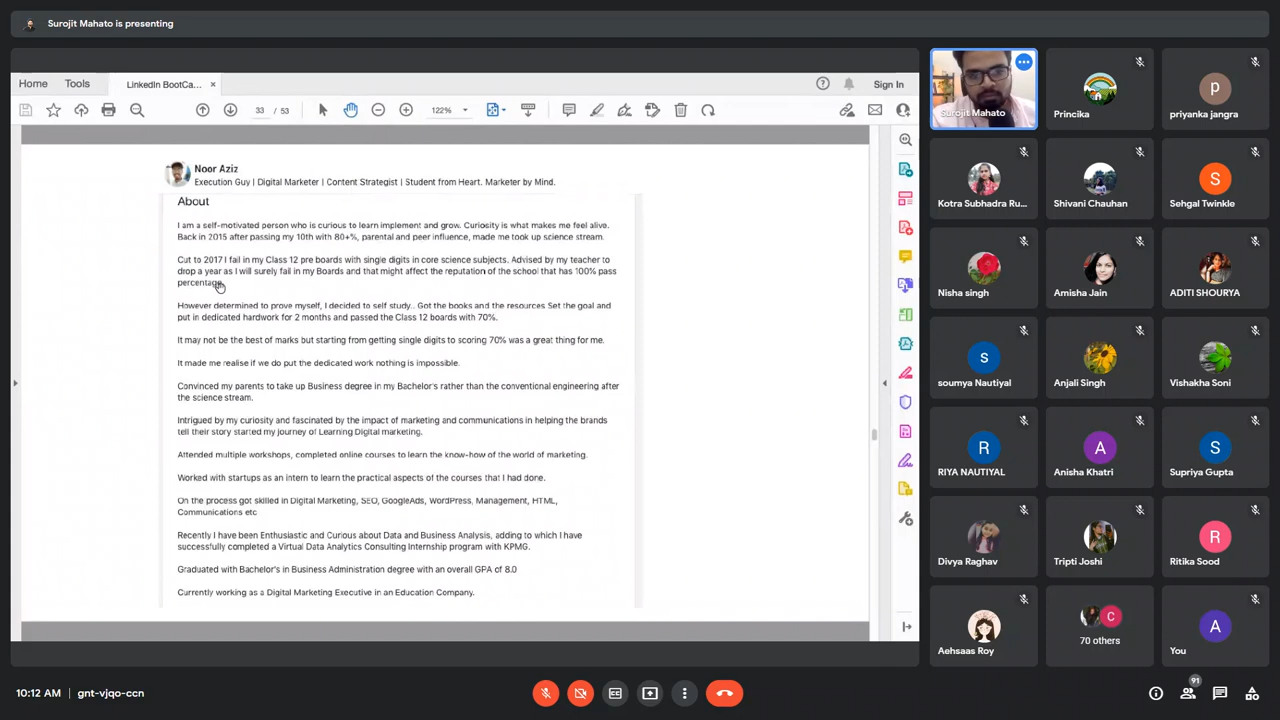 Surojit Mahato is presenting
Home Tools LinkedIn BootCa... × Sign In
33 / 53 122%
Noor Aziz
Execution Guy | Digital Marketer | Content Strategist | Student from Heart. Marketer by Mind.
About
I am a self-motivated person who is curious to learn implement and grow. Curiosity is what makes me feel alive.
Back in 2015 after passing my 10th with 80+%, parental and peer influence, made me took up science stream.
Cut to 2017 I fail in my Class 12 pre boards with single digits in core science subjects. Advised by my teacher to
drop a year as I will surely fail in my Boards and that might affect the reputation of the school that has 100% pass
percentage.
However determined to prove myself, I decided to self study.. Got the books and the resources Set the goal and
put in dedicated hardwork for 2 months and passed the Class 12 boards with 70%.
It may not be the best of marks but starting from getting single digits to scoring 70% was a great thing for me.
It made me realise if we do put the dedicated work nothing is impossible.
Convinced my parents to take up Business degree in my Bachelor's rather than the conventional engineering after
the science stream.
Intrigued by my curiosity and fascinated by the impact of marketing and communications in helping the brands
tell their story started my journey of Learning Digital marketing.
Attended multiple workshops, completed online courses to learn the know-how of the world of marketing.
Worked with startups as an intern to learn the practical aspects of the courses that I had done.
On the process got skilled in Digital Marketing, SEO, GoogleAds, WordPress, Management, HTML,
Communications etc
Recently I have been Enthusiastic and Curious about Data and Business Analysis, adding to which I have
successfully completed a Virtual Data Analytics Consulting Internship program with KPMG.
Graduated with Bachelor's in Business Administration degree with an overall GPA of 8.0
Currently working as a Digital Marketing Executive in an Education Company.
Surojit Mahato
Princika
p
priyanka jangra
Kotra Subhadra Ru...
Shivani Chauhan
S
Sehgal Twinkle
Nisha singh
Amisha Jain
ADITI SHOURYA
s
soumya Nautiyal
Anjali Singh
Vishakha Soni
R
RIYA NAUTIYAL
A
Anisha Khatri
S
Supriya Gupta
Divya Raghav
Tripti Joshi
R
Ritika Sood
Aehsaas Roy
C
70 others
A
You
10:12 AM | gnt-vjqo-ccn
91